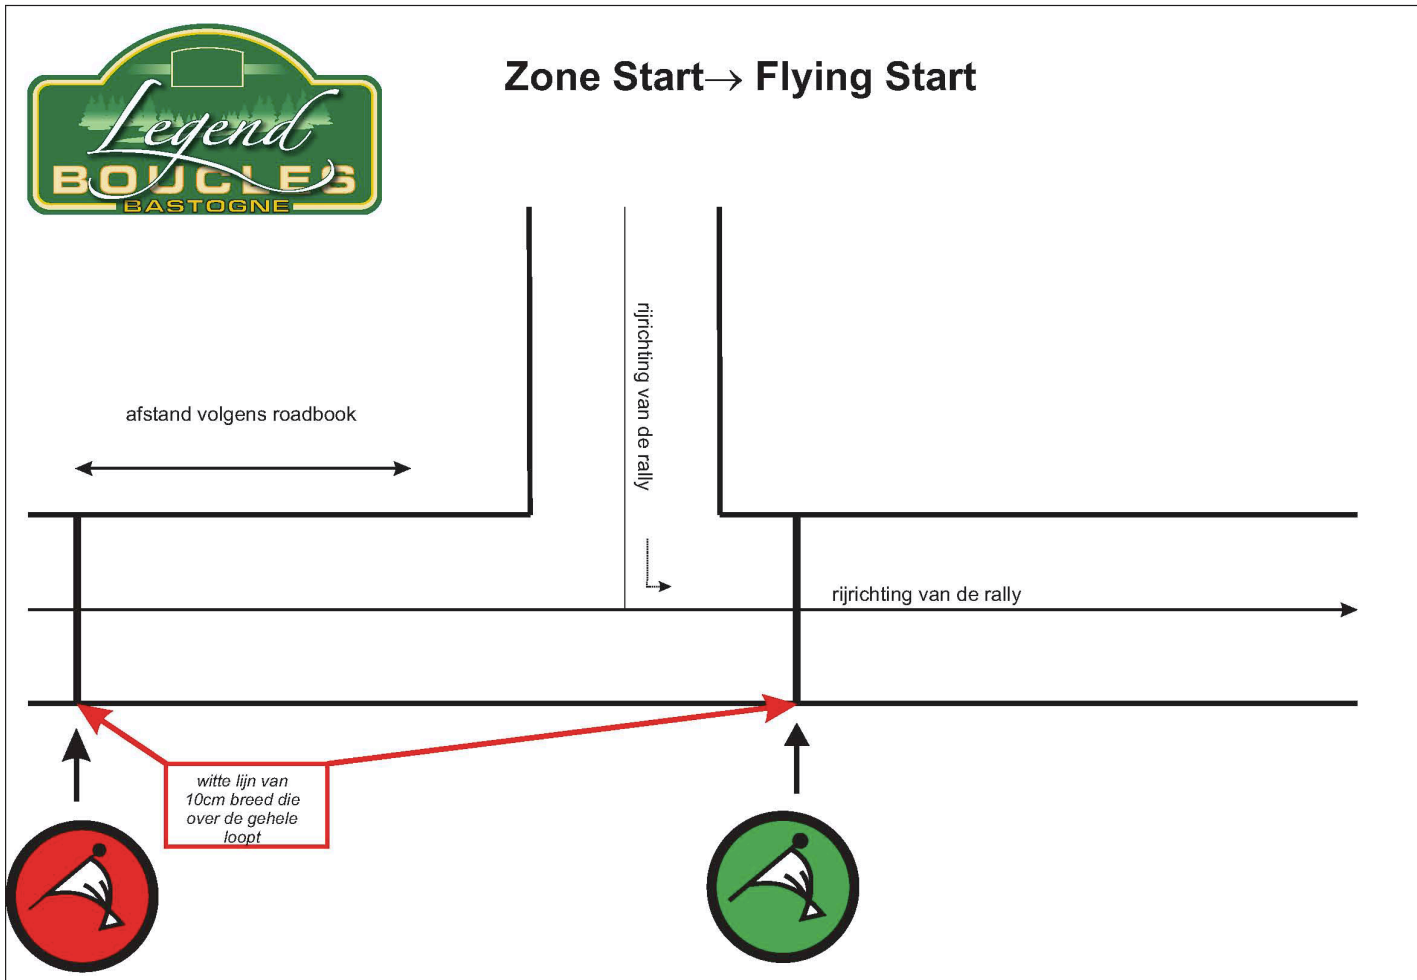 Legend
BOUCLES
BASTOGNE
Zone Start→ Flying Start
rijrichting van de rally
afstand volgens roadbook
rijrichting van de rally
witte lijn van
10cm breed die
over de gehele
loopt